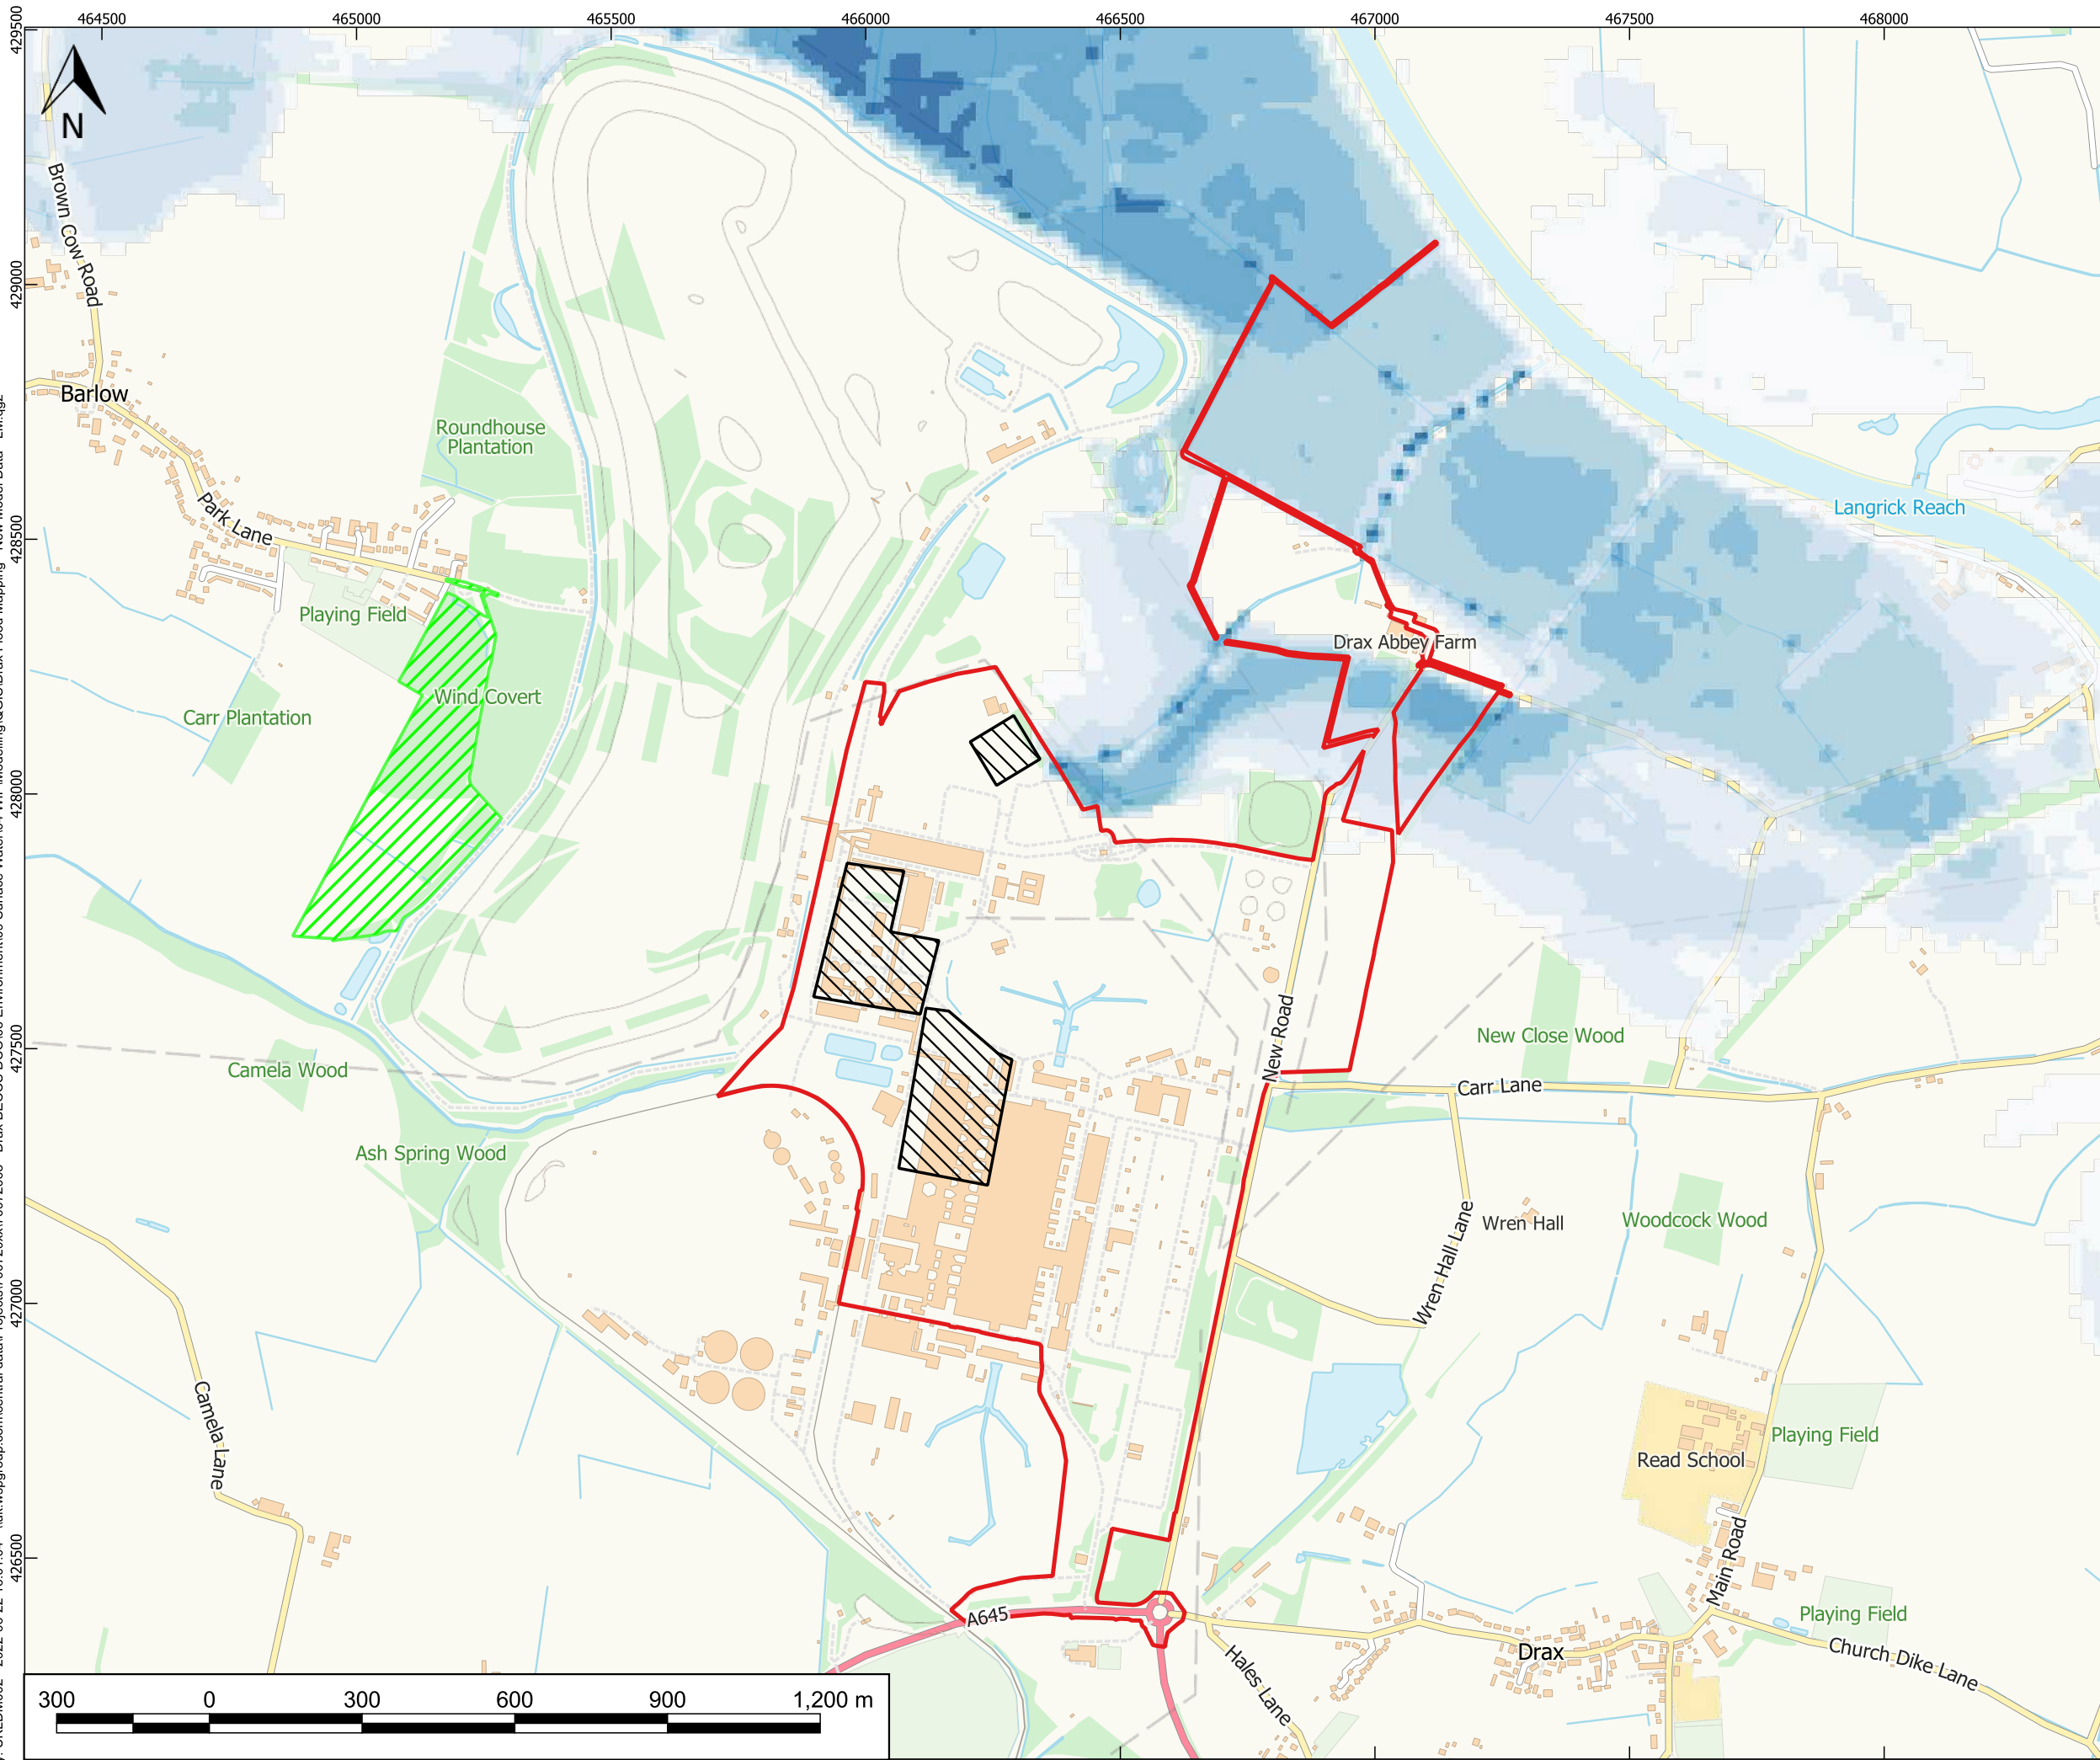 464500 465000 465500 466000 466500 467000 467500 468000
429500
429000
428500
428000
427500
427000
426500
N
Brown Cow Road
Barlow
Roundhouse
Plantation
Park Lane
Langrick Reach
Playing Field
Drax Abbey Farm
Wind Covert
Carr Plantation
New Road
New Close Wood
Camela Wood
Carr Lane
Ash Spring Wood
Wren Hall Lane
Wren Hall
Woodcock Wood
Camela Lane
Playing Field
Read School
Main Road
A645
Playing Field
Drax
Church Dike Lane
Hales Lane
300 0 300 600 900 1,200 m